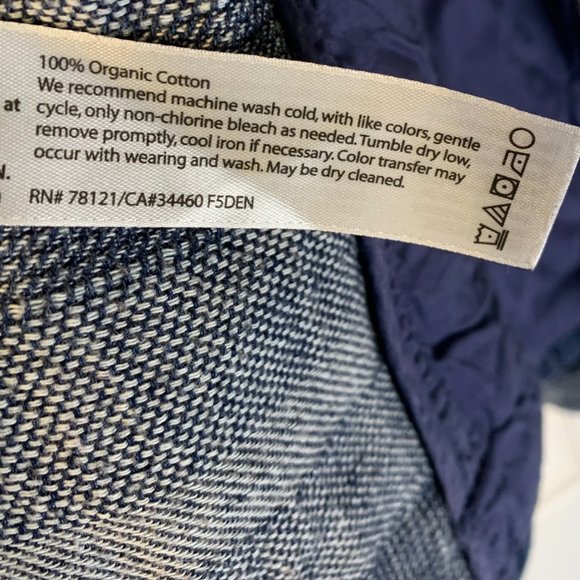 100% Organic Cotton
We recommend machine wash cold, with like colors, gentle
at cycle, only non-chlorine bleach as needed. Tumble dry low,
remove promptly, cool iron if necessary. Color transfer may
N. occur with wearing and wash. May be dry cleaned.
RN# 78121/CA#34460 F5DEN